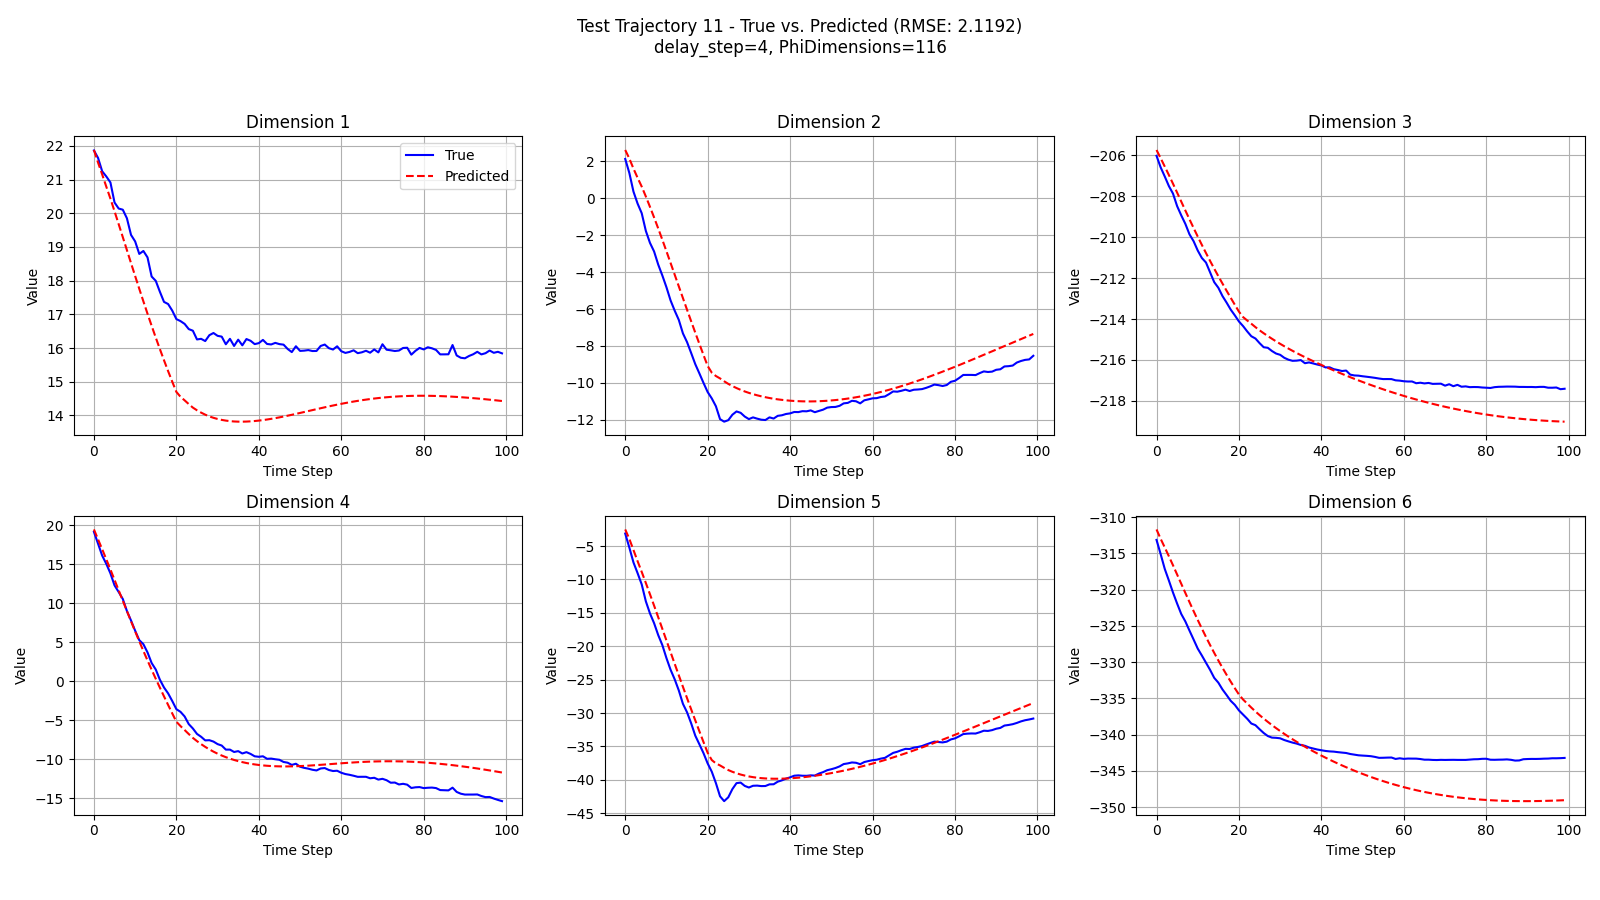 Test Trajectory 11 - True vs. Predicted (RMSE: 2.1192)
delay_step=4, PhiDimensions=116
Dimension 1
22
21
20
19
18
17
16
15
14
Value
0 20 40 60 80 100
Time Step
True
Predicted
Dimension 2
2
0
−2
−4
−6
−8
−10
−12
Value
0 20 40 60 80 100
Time Step
Dimension 3
−206
−208
−210
−212
−214
−216
−218
Value
0 20 40 60 80 100
Time Step
Dimension 4
20
15
10
5
0
−5
−10
−15
Value
0 20 40 60 80 100
Time Step
Dimension 5
−5
−10
−15
−20
−25
−30
−35
−40
−45
Value
0 20 40 60 80 100
Time Step
Dimension 6
−310
−315
−320
−325
−330
−335
−340
−345
−350
Value
0 20 40 60 80 100
Time Step